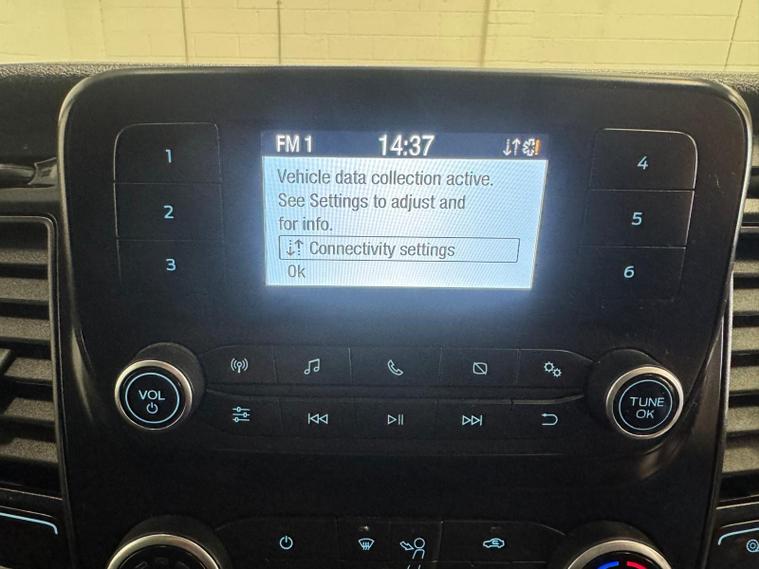 FM 1 14:37
Vehicle data collection active.
See Settings to adjust and
for info.
Connectivity settings
Ok
1
2
3
4
5
6
VOL
TUNE
OK